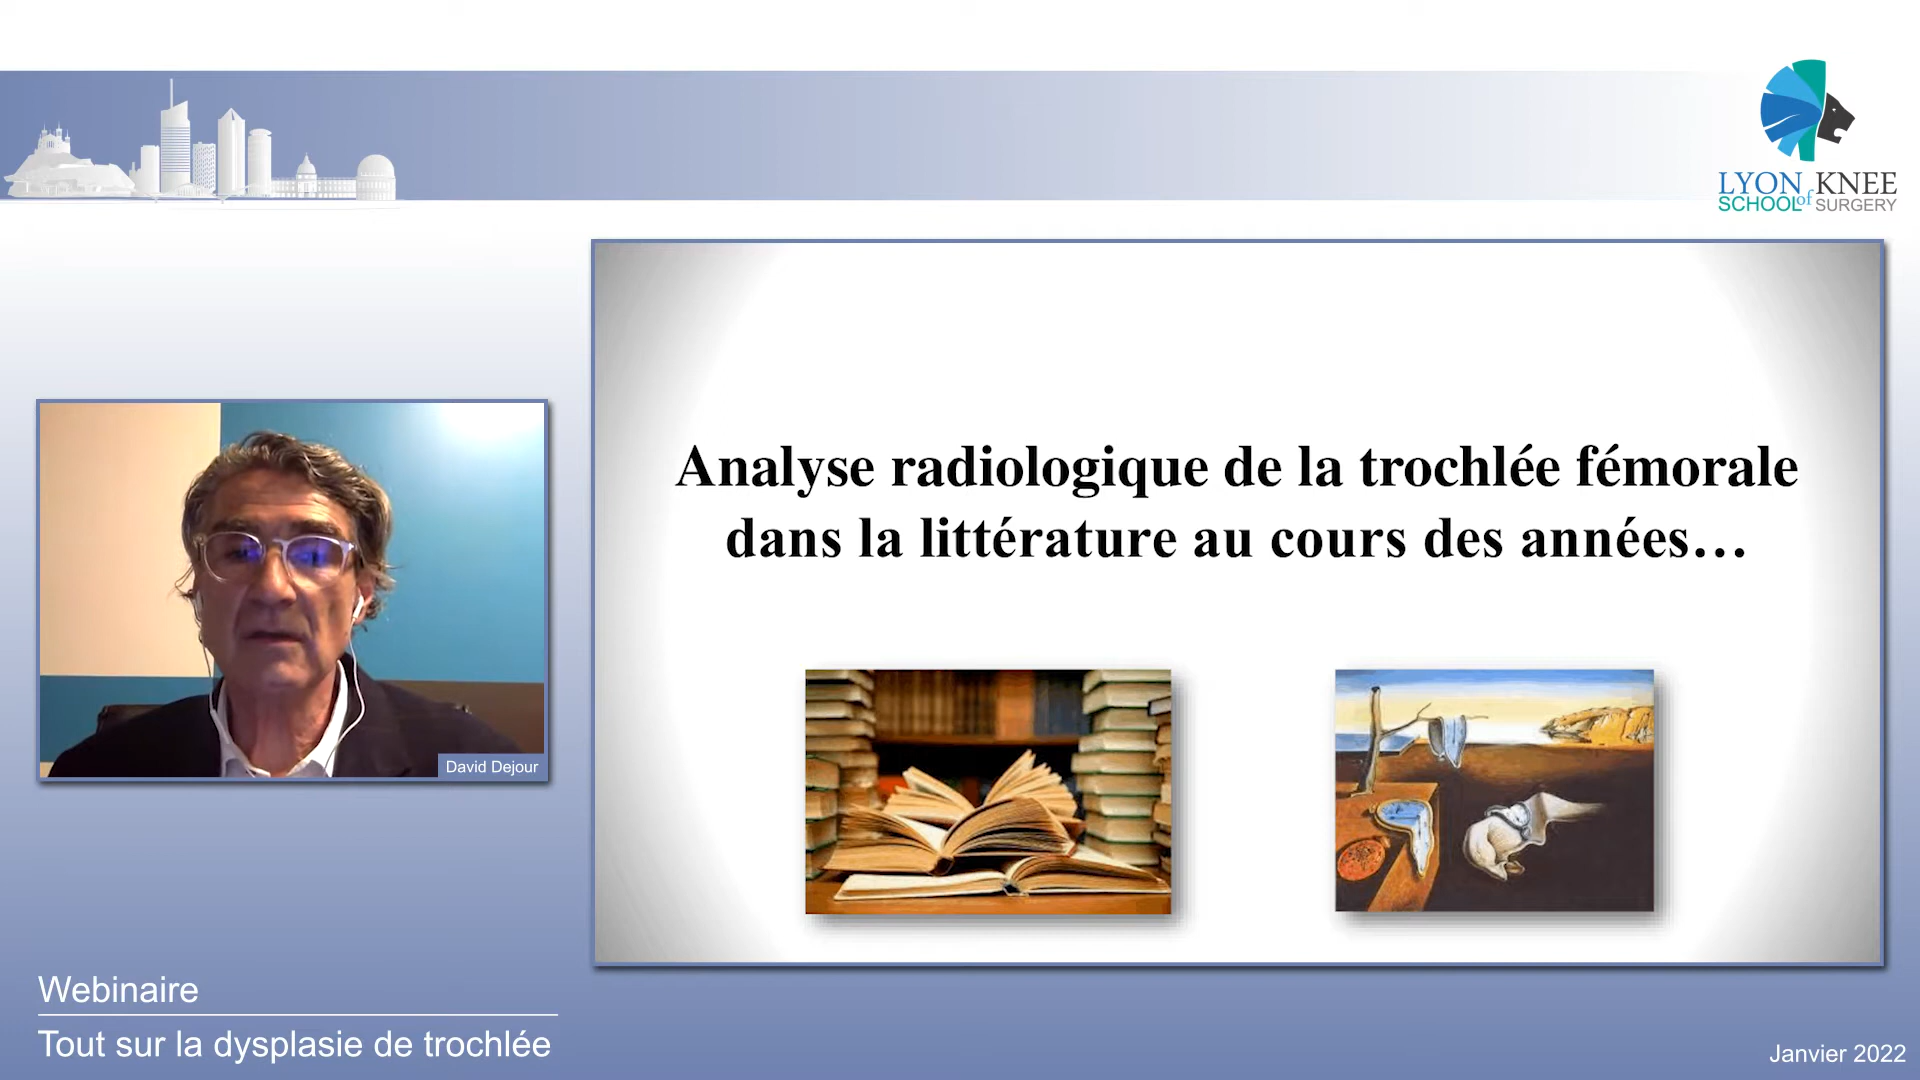 LYON KNEE
SCHOOL of SURGERY
Analyse radiologique de la trochlée fémorale
dans la littérature au cours des années…
David Dejour
Webinaire
Tout sur la dysplasie de trochlée
Janvier 2022